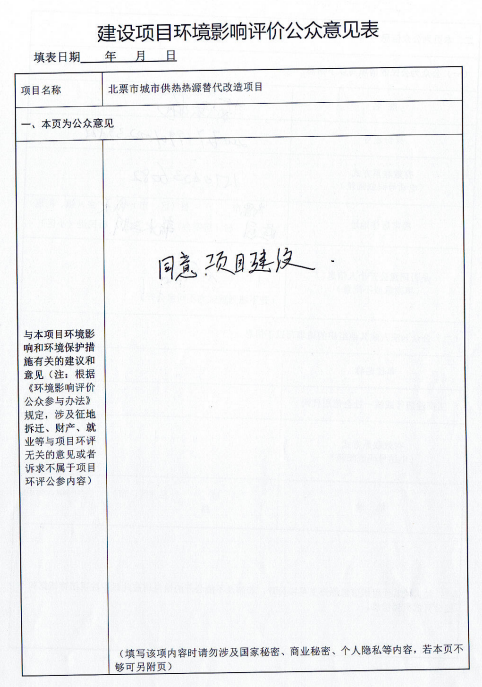 建设项目环境影响评价公众意见表
填表日期 年 月 日
项目名称 北票市城市供热热源替代改造项目
一、本页为公众意见
与本项目环境影
响和环境保护措
施有关的建议和
意见（注：根据
《环境影响评价
公众参与办法》
规定，涉及征地
拆迁、财产、就
业等与项目环评
无关的意见或者
诉求不属于项目
环评公参内容）
同意项目建设.
（填写该项内容时请勿涉及国家秘密、商业秘密、个人隐私等内容，若本页不
够可另附页）